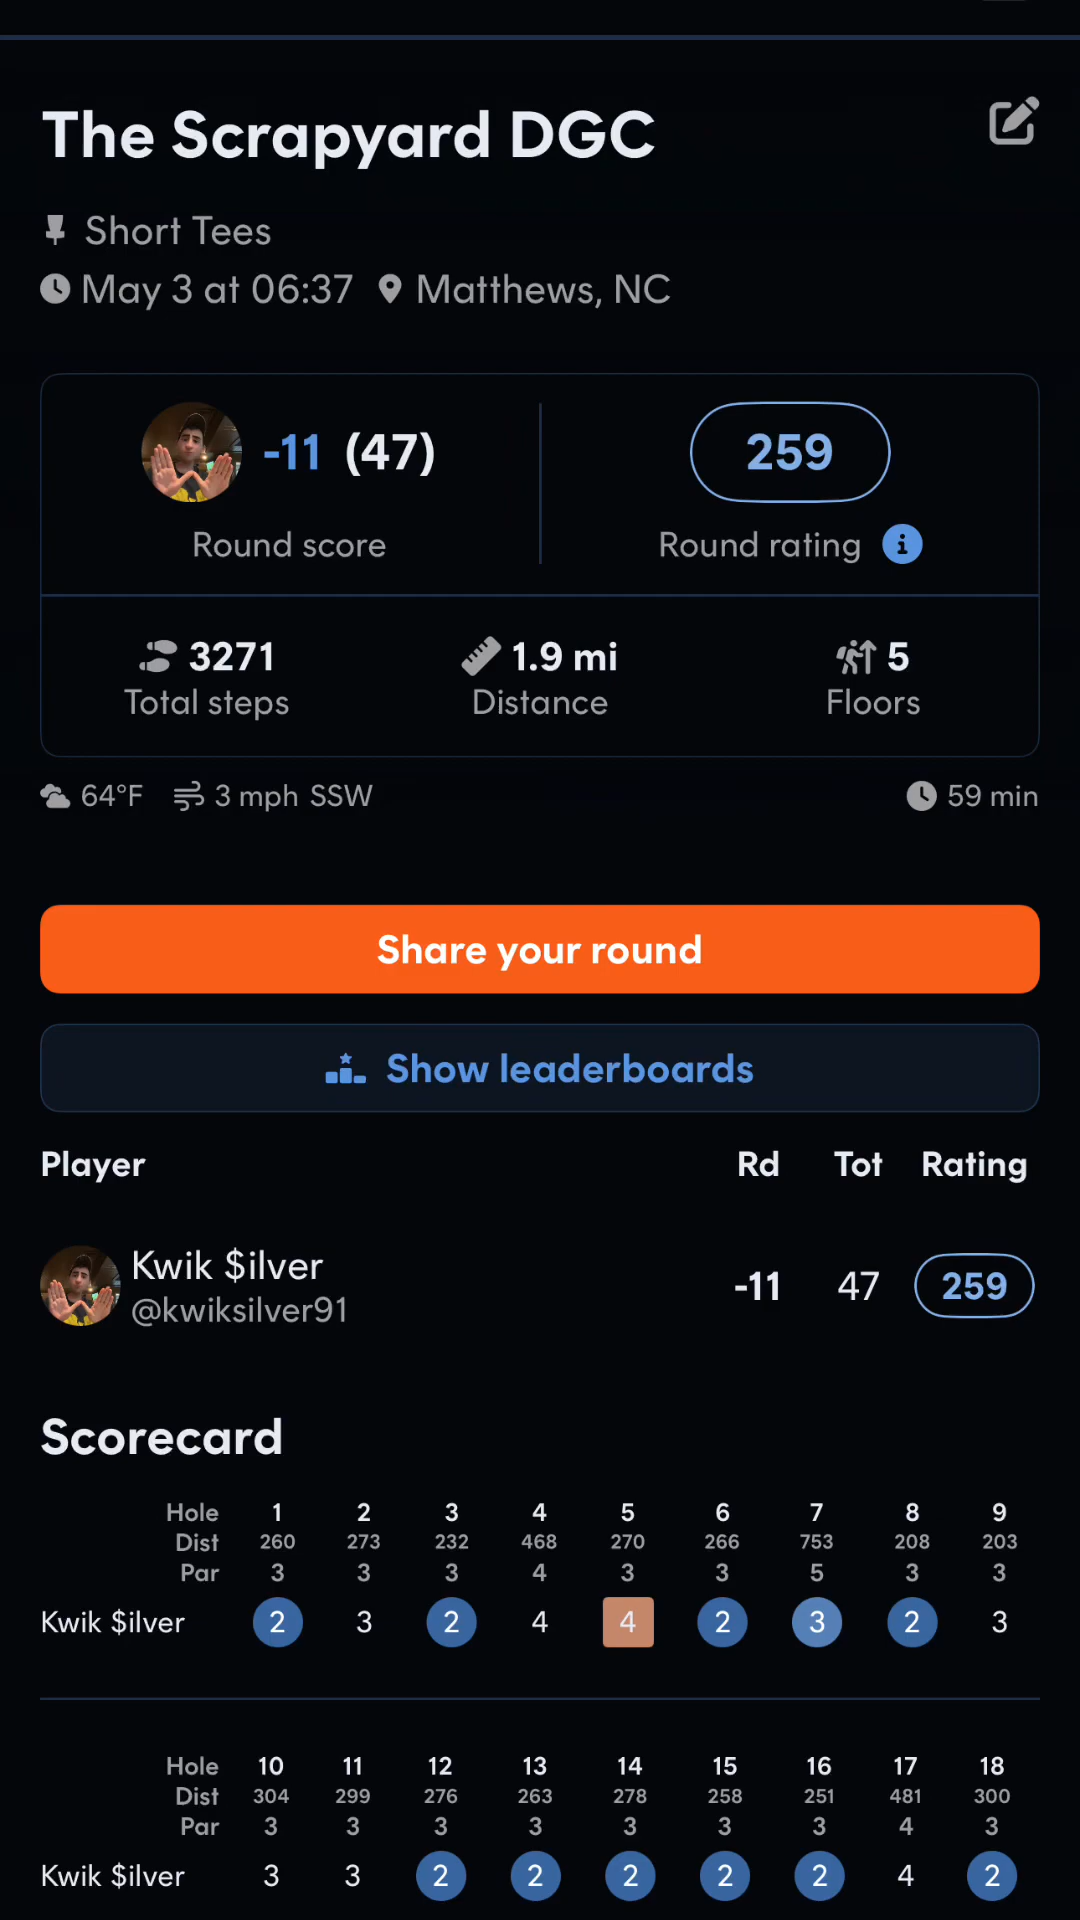 The Scrapyard DGC
Short Tees
May 3 at 06:37 Matthews, NC
-11 (47) 259
Round score Round rating
3271 1.9 mi 5
Total steps Distance Floors
64°F 3 mph SSW 59 min
Share your round
Show leaderboards
Player Rd Tot Rating
Kwik $ilver
@kwiksilver91
-11 47 259
Scorecard
Hole 1 2 3 4 5 6 7 8 9
Dist 260 273 232 468 270 266 753 208 203
Par 3 3 3 4 3 3 5 3 3
Kwik $ilver 2 3 2 4 4 2 3 2 3
Hole 10 11 12 13 14 15 16 17 18
Dist 304 299 276 263 278 258 251 481 300
Par 3 3 3 3 3 3 3 4 3
Kwik $ilver 3 3 2 2 2 2 2 4 2